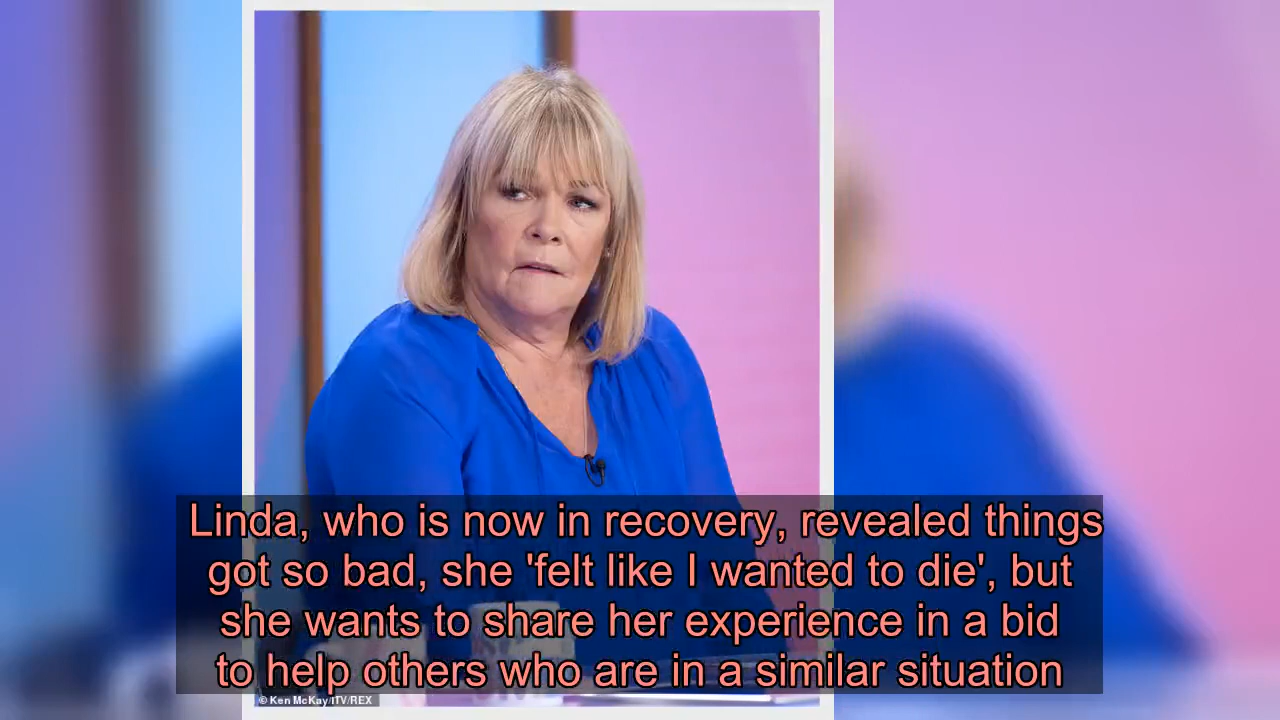 Linda, who is now in recovery, revealed things
got so bad, she 'felt like I wanted to die', but
she wants to share her experience in a bid
to help others who are in a similar situation
© Ken McKay/ITV/REX